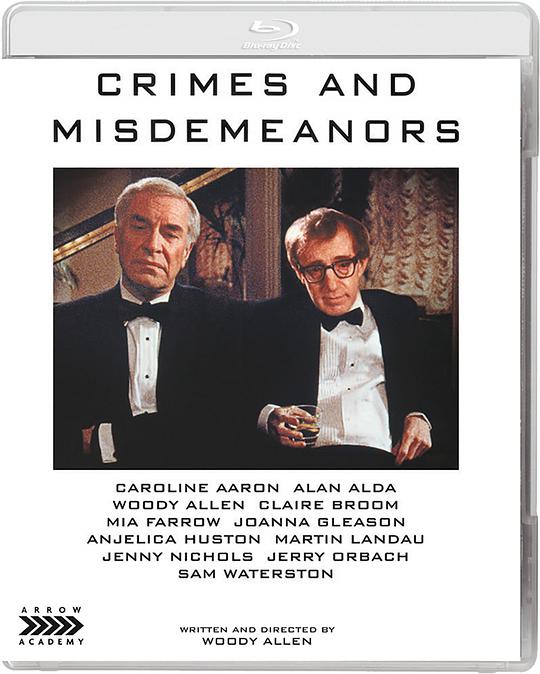 Blu-ray Disc
CRIMES AND
MISDEMEANORS
CAROLINE AARON ALAN ALDA
WOODY ALLEN CLAIRE BROOM
MIA FARROW JOANNA GLEASON
ANJELICA HUSTON MARTIN LANDAU
JENNY NICHOLS JERRY ORBACH
SAM WATERSTON
ARROW
ACADEMY
WRITTEN AND DIRECTED BY
WOODY ALLEN